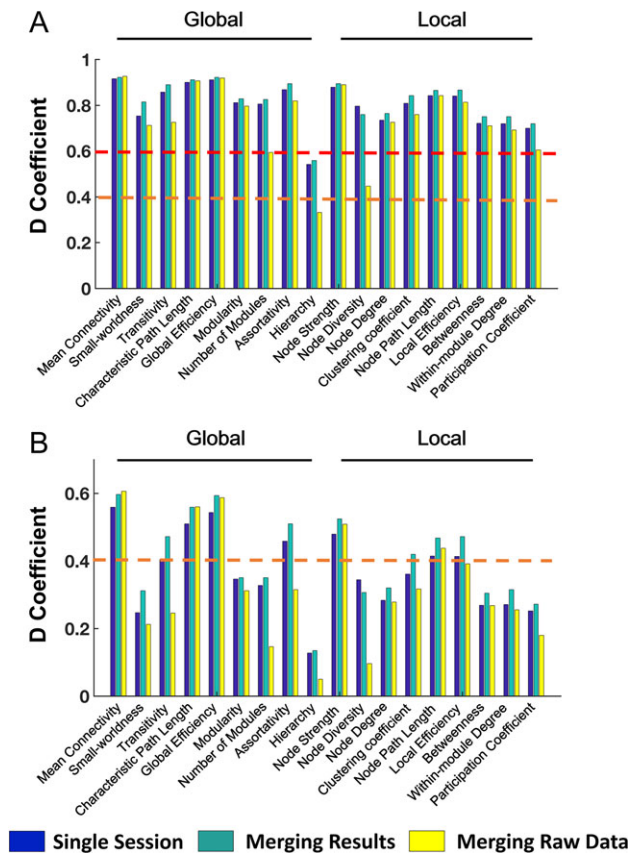 A
Global
Local
D Coefficient
1
0.8
0.6
0.4
0.2
0
Mean Connectivity
Small-worldness
Transitivity
Characteristic Path Length
Global Efficiency
Modularity
Number of Modules
Assortativity
Hierarchy
Node Strength
Node Diversity
Node Degree
Clustering coefficient
Node Path Length
Local Efficiency
Betweenness
Within-module Degree
Participation Coefficient
B
Global
Local
D Coefficient
0.6
0.4
0.2
0
Mean Connectivity
Small-worldness
Transitivity
Characteristic Path Length
Global Efficiency
Modularity
Number of Modules
Assortativity
Hierarchy
Node Strength
Node Diversity
Node Degree
Clustering coefficient
Node Path Length
Local Efficiency
Betweenness
Within-module Degree
Participation Coefficient
Single Session
Merging Results
Merging Raw Data